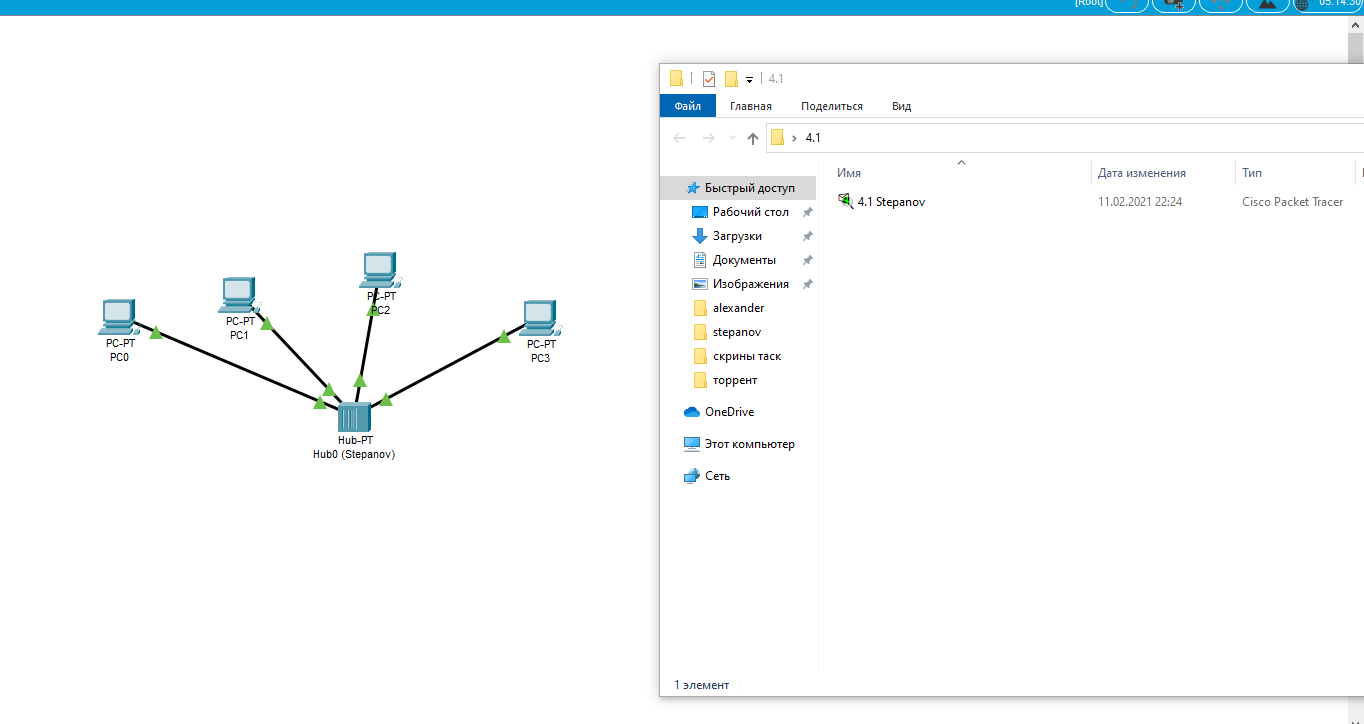 [Root]
05:14:30
4.1
Файл Главная Поделиться Вид
4.1
Имя Дата изменения Тип
4.1 Stepanov 11.02.2021 22:24 Cisco Packet Tracer
Быстрый доступ
Рабочий стол
Загрузки
Документы
Изображения
alexander
stepanov
скрины таск
торрент
OneDrive
Этот компьютер
Сеть
1 элемент
PC-PT
PC0
PC-PT
PC1
PC-PT
PC2
PC-PT
PC3
Hub-PT
Hub0 (Stepanov)